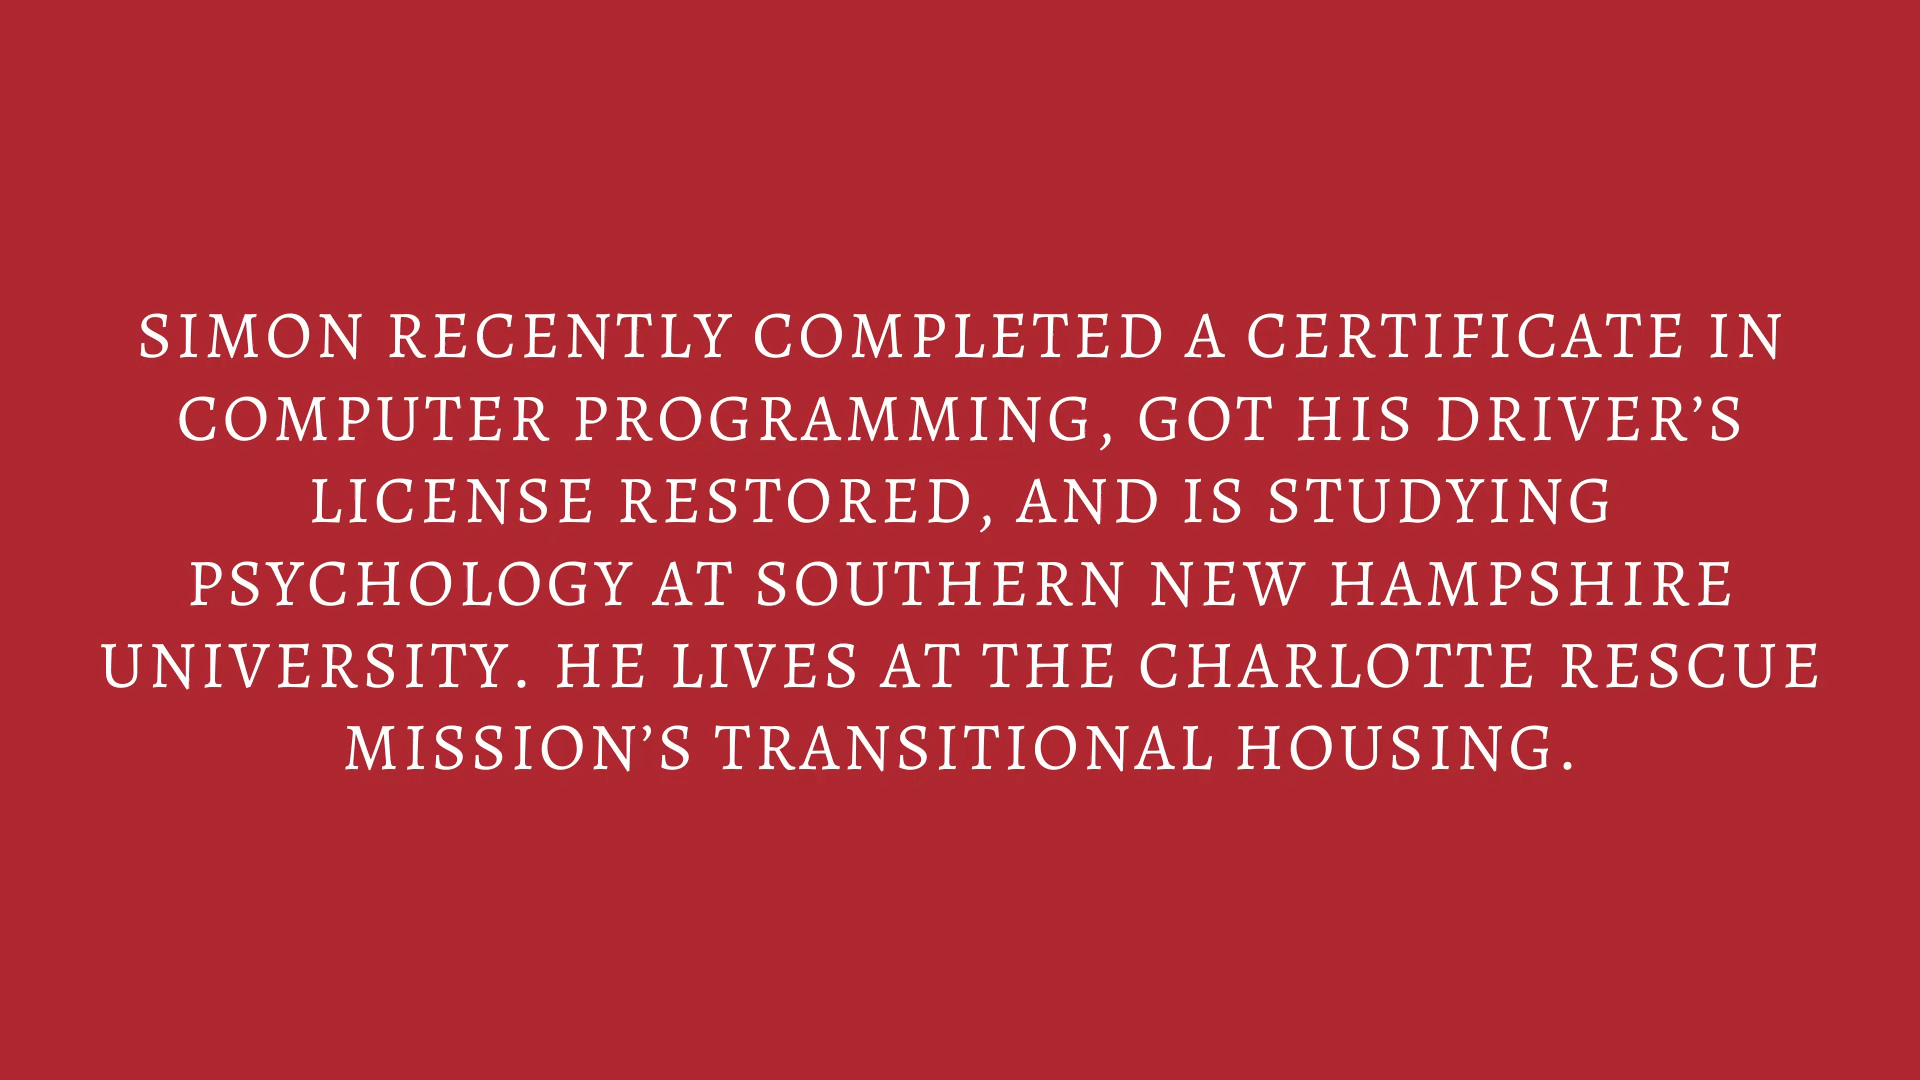 SIMON RECENTLY COMPLETED A CERTIFICATE IN
COMPUTER PROGRAMMING, GOT HIS DRIVER’S
LICENSE RESTORED, AND IS STUDYING
PSYCHOLOGY AT SOUTHERN NEW HAMPSHIRE
UNIVERSITY. HE LIVES AT THE CHARLOTTE RESCUE
MISSION’S TRANSITIONAL HOUSING.